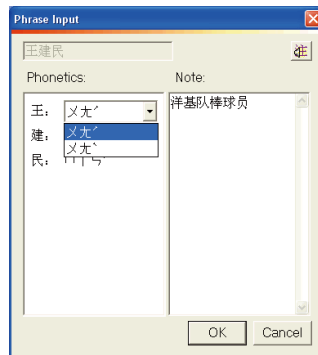 Phrase Input
王建民
注
Phonetics:
Note:
王: ㄨㄤˊ
洋基队棒球员
建: ㄨㄤˊ
ㄨㄤˋ
民:
OK
Cancel